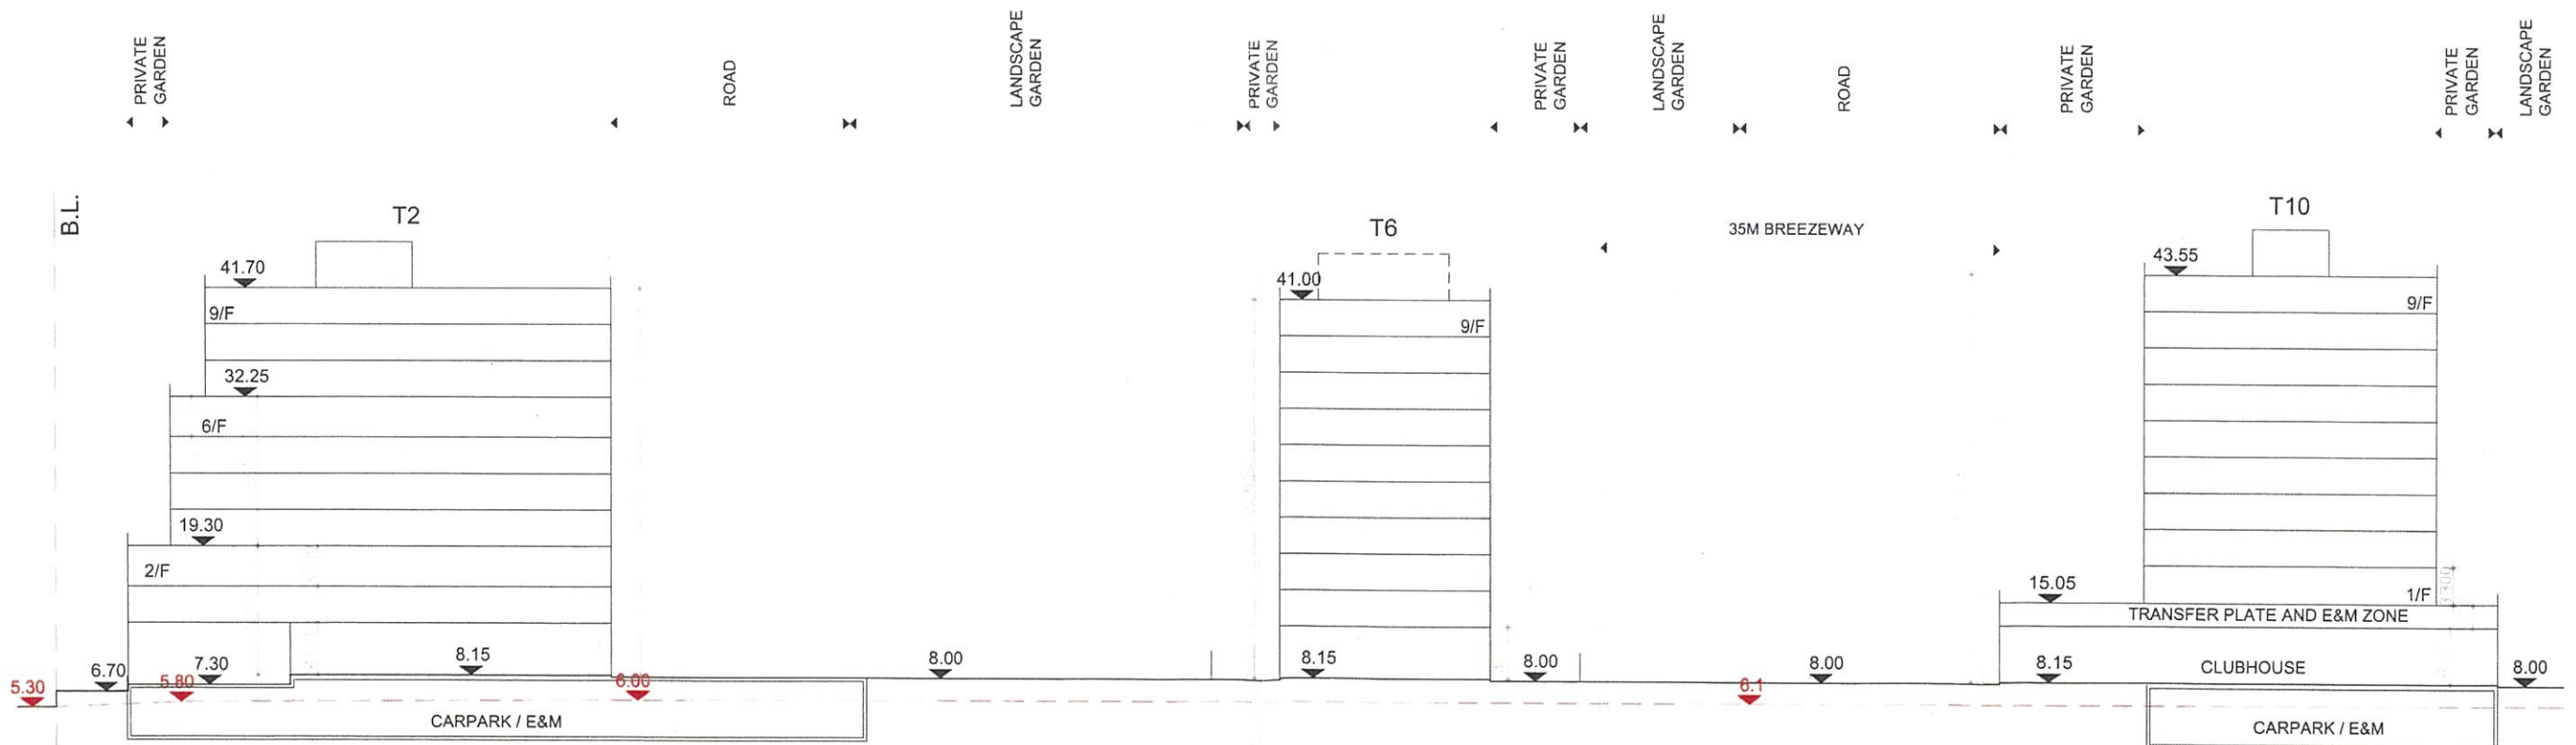 PRIVATE
GARDEN
ROAD
LANDSCAPE
GARDEN
PRIVATE
GARDEN
PRIVATE
GARDEN
LANDSCAPE
GARDEN
ROAD
PRIVATE
GARDEN
PRIVATE
GARDEN
LANDSCAPE
GARDEN
B.L.
T2
T6
35M BREEZEWAY
T10
41.70
41.00
43.55
9/F
9/F
9/F
32.25
6/F
19.30
2/F
15.05
1/F
TRANSFER PLATE AND E&M ZONE
6.70
7.30
8.15
8.00
8.15
8.00
8.00
8.15
CLUBHOUSE
8.00
5.30
5.80
6.00
6.1
CARPARK / E&M
CARPARK / E&M